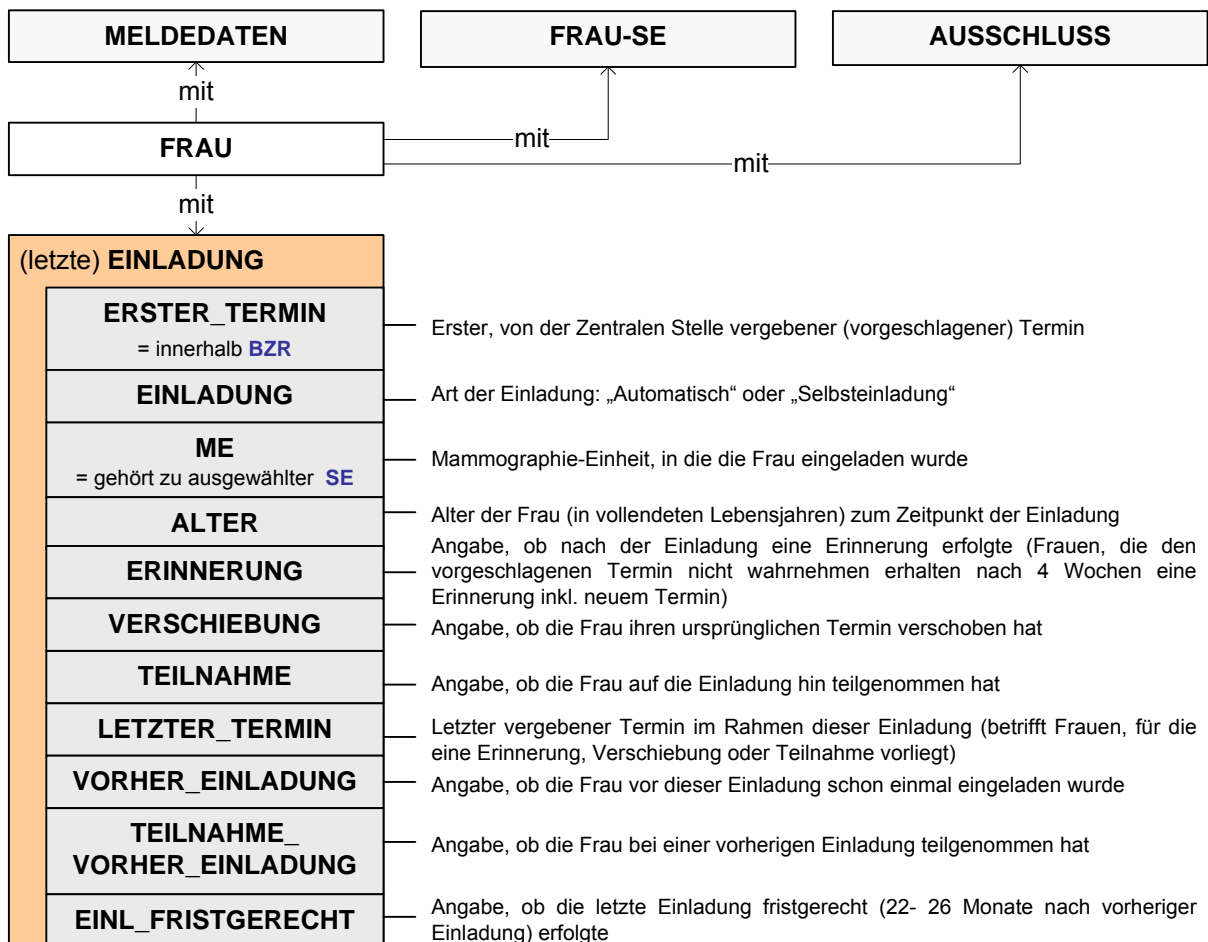 MELDEDATEN
FRAU-SE
AUSSCHLUSS
mit
FRAU
mit
mit
mit
(letzte) EINLADUNG
ERSTER_TERMIN
= innerhalb BZR
Erster, von der Zentralen Stelle vergebener (vorgeschlagener) Termin
EINLADUNG
Art der Einladung: „Automatisch“ oder „Selbsteinladung“
ME
= gehört zu ausgewählter SE
Mammographie-Einheit, in die die Frau eingeladen wurde
ALTER
Alter der Frau (in vollendeten Lebensjahren) zum Zeitpunkt der Einladung
ERINNERUNG
Angabe, ob nach der Einladung eine Erinnerung erfolgte (Frauen, die den
vorgeschlagenen Termin nicht wahrnehmen erhalten nach 4 Wochen eine
Erinnerung inkl. neuem Termin)
VERSCHIEBUNG
Angabe, ob die Frau ihren ursprünglichen Termin verschoben hat
TEILNAHME
Angabe, ob die Frau auf die Einladung hin teilgenommen hat
LETZTER_TERMIN
Letzter vergebener Termin im Rahmen dieser Einladung (betrifft Frauen, für die
eine Erinnerung, Verschiebung oder Teilnahme vorliegt)
VORHER_EINLADUNG
Angabe, ob die Frau vor dieser Einladung schon einmal eingeladen wurde
TEILNAHME_
VORHER_EINLADUNG
Angabe, ob die Frau bei einer vorherigen Einladung teilgenommen hat
EINL_FRISTGERECHT
Angabe, ob die letzte Einladung fristgerecht (22- 26 Monate nach vorheriger
Einladung) erfolgte